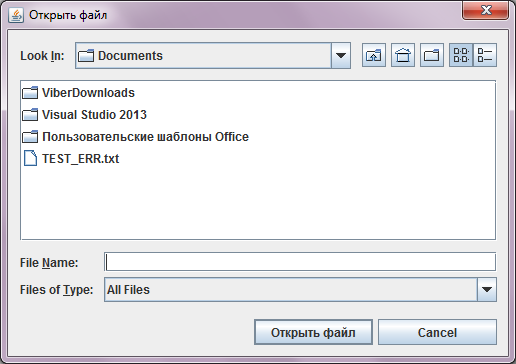 Открыть файл
Look In: Documents
ViberDownloads
Visual Studio 2013
Пользовательские шаблоны Office
TEST_ERR.txt
File Name:
Files of Type: All Files
Открыть файл Cancel